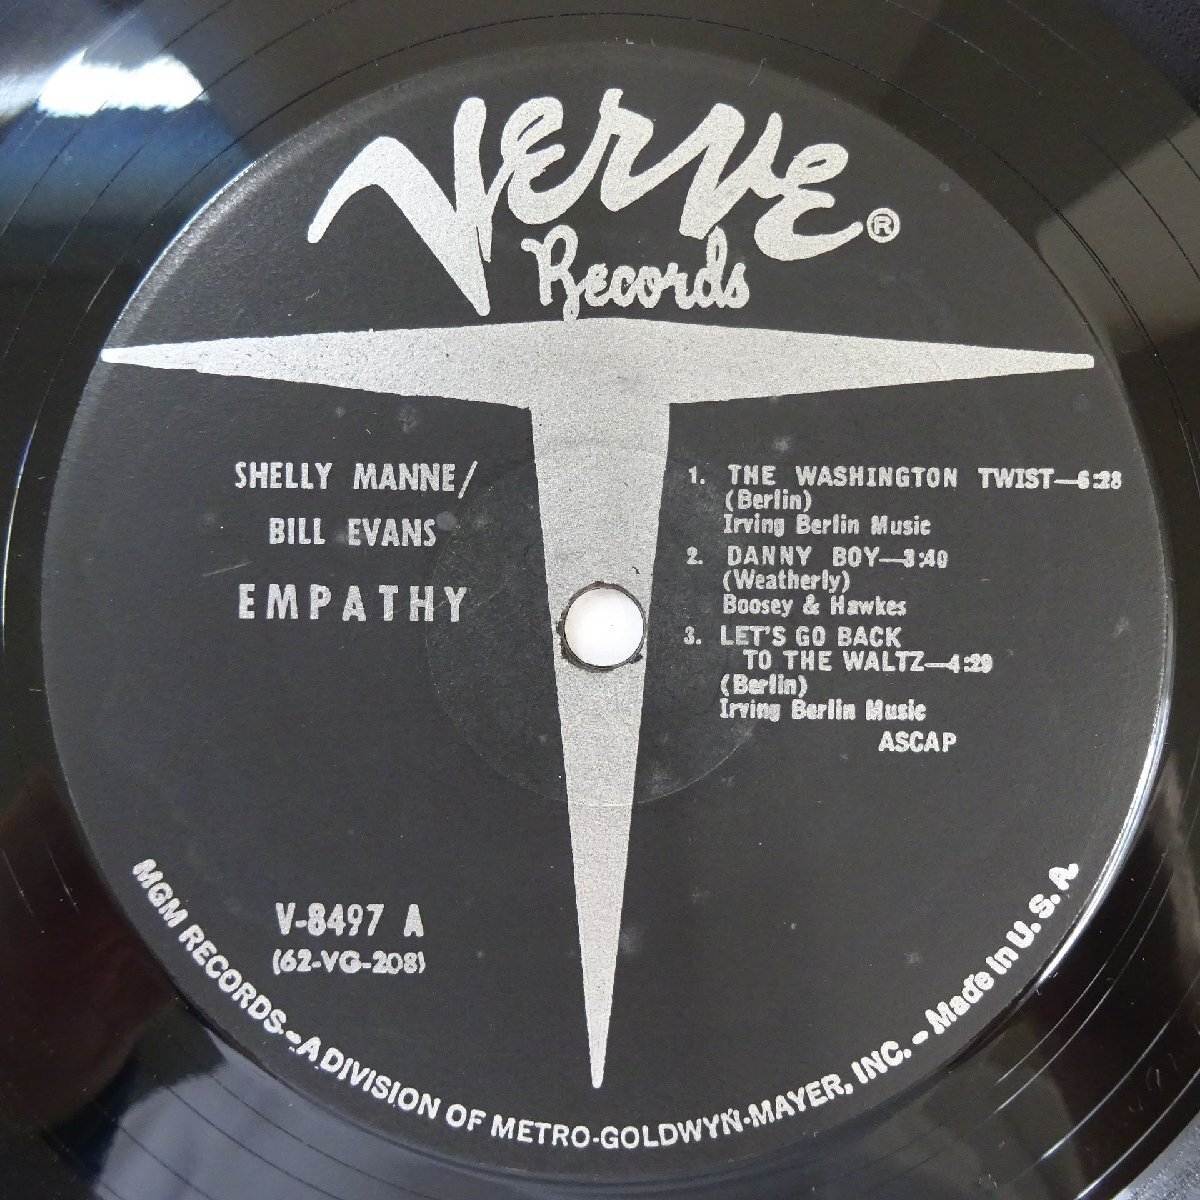 Verve
Records
®
SHELLY MANNE/
BILL EVANS
EMPATHY
1. THE WASHINGTON TWIST—6:28
(Berlin)
Irving Berlin Music
2. DANNY BOY—3:40
(Weatherly)
Boosey & Hawkes
3. LET'S GO BACK
TO THE WALTZ—4:29
(Berlin)
Irving Berlin Music
ASCAP
V-8497 A
(62-VG-208)
MGM RECORDS—A DIVISION OF METRO-GOLDWYN-MAYER, INC. - Made in U.S.A.